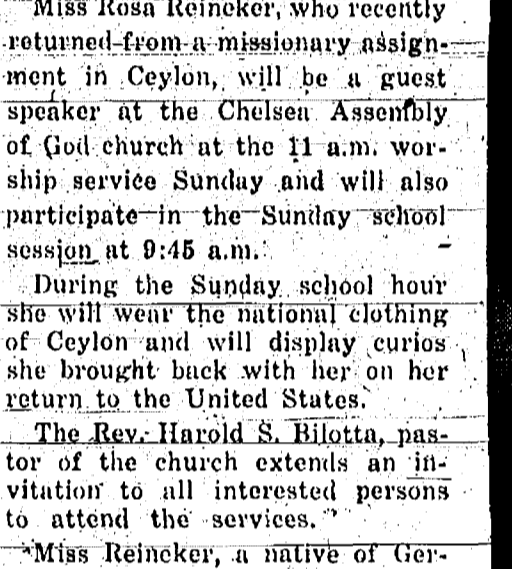 Miss Rosa Reineker, who recently
returned from a missionary assign-
ment in Ceylon, will be a guest
speaker at the Chelsea Assembly
of God church at the 11 a.m. wor-
ship service Sunday and will also
participate in the Sunday school
session at 9:45 a.m.
During the Sunday school hour
she will wear the national clothing
of Ceylon and will display curios
she brought back with her on her
return to the United States.
The Rev. Harold S. Bilotta, pas-
tor of the church extends an in-
vitation to all interested persons
to attend the services.
Miss Reineker, a native of Ger-